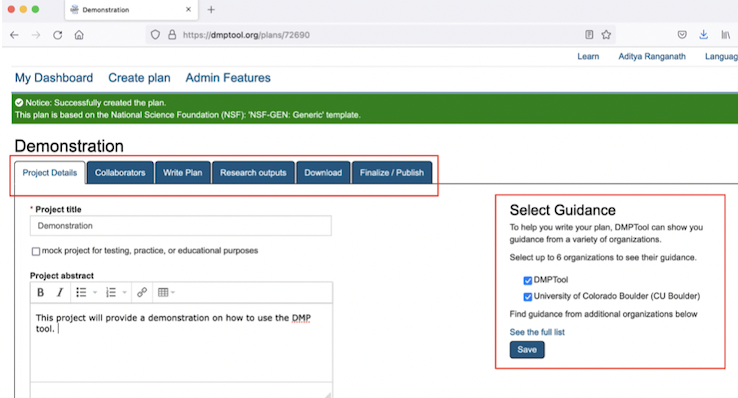 Demonstration
https://dmptool.org/plans/72690
Learn Aditya Ranganath Languag
My Dashboard Create plan Admin Features
Notice: Successfully created the plan.
This plan is based on the National Science Foundation (NSF): 'NSF-GEN: Generic' template.
Demonstration
Project Details Collaborators Write Plan Research outputs Download Finalize / Publish
* Project title
Demonstration
mock project for testing, practice, or educational purposes
Project abstract
B I
This project will provide a demonstration on how to use the DMP
tool.
Select Guidance
To help you write your plan, DMPTool can show you
guidance from a variety of organizations.
Select up to 6 organizations to see their guidance.
DMPTool
University of Colorado Boulder (CU Boulder)
Find guidance from additional organizations below
See the full list
Save